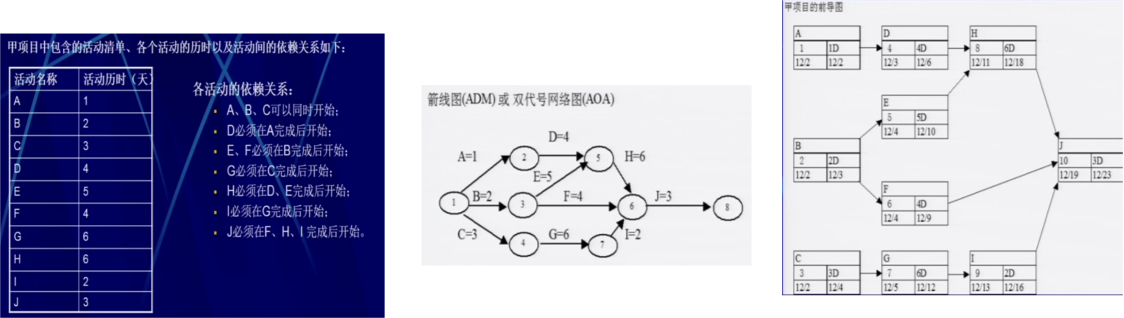 甲项目中包含的活动清单、各个活动的历时以及活动间的依赖关系如下：
活动名称 活动历时（天）
A 1
B 2
C 3
D 4
E 5
F 4
G 6
H 6
I 2
J 3
各活动的依赖关系：
• A、B、C可以同时开始；
• D必须在A完成后开始；
• E、F必须在B完成后开始；
• G必须在C完成后开始；
• H必须在D、E完成后开始；
• I必须在G完成后开始；
• J必须在F、H、I 完成后开始。
箭线图(ADM) 或 双代号网络图(AOA)
D=4
A=1
2
5
H=6
E=5
1
B=2
3
F=4
6
J=3
8
C=3
4
G=6
7
I=2
甲项目的前导图
A
1 1D
12/2 12/2
D
4 4D
12/3 12/6
H
8 6D
12/11 12/18
E
5 5D
12/4 12/10
B
2 2D
12/2 12/3
J
10 3D
12/19 12/23
F
6 4D
12/4 12/9
C
3 3D
12/2 12/4
G
7 6D
12/5 12/12
I
9 2D
12/13 12/16